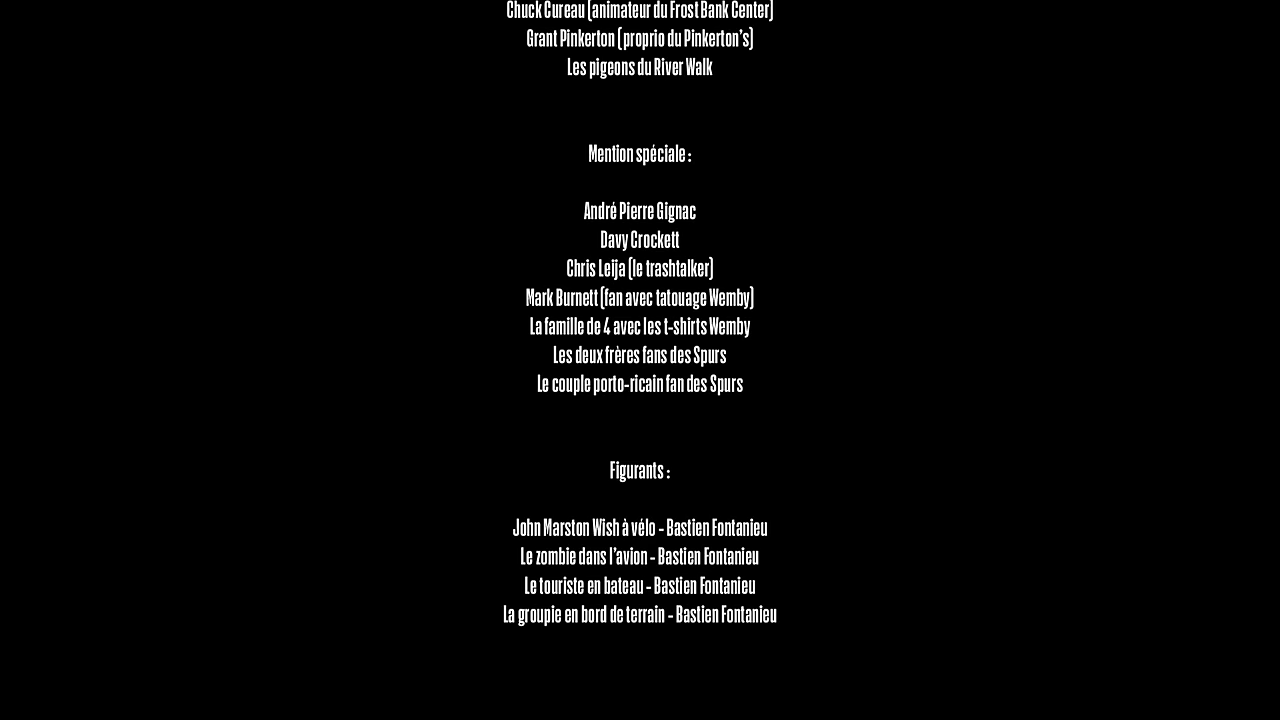 Chuck Cureau (animateur du Frost Bank Center)
Grant Pinkerton (proprio du Pinkerton's)
Les pigeons du River Walk
Mention spéciale :
André Pierre Gignac
Davy Crockett
Chris Leija (le trashtalker)
Mark Burnett (fan avec tatouage Wemby)
La famille de 4 avec les t-shirts Wemby
Les deux frères fans des Spurs
Le couple porto-ricain fan des Spurs
Figurants :
John Marston Wish à vélo - Bastien Fontanieu
Le zombie dans l'avion - Bastien Fontanieu
Le touriste en bateau - Bastien Fontanieu
La groupie en bord de terrain - Bastien Fontanieu